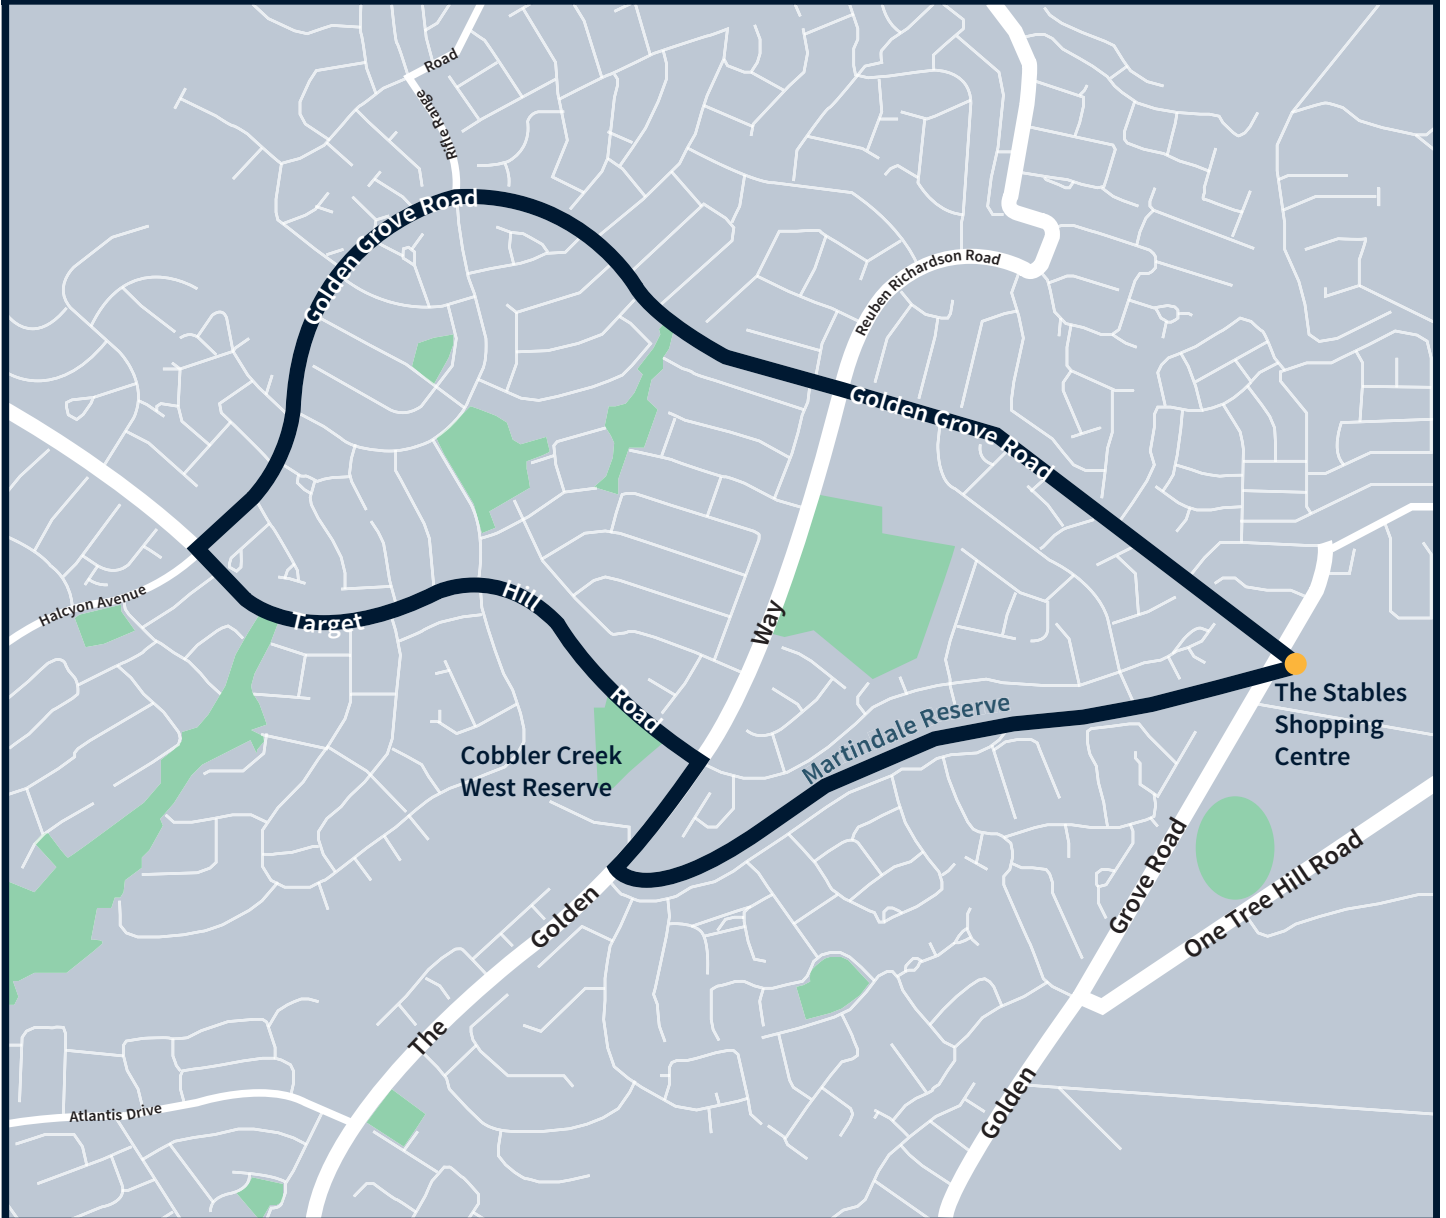 Road
Rifle Range
Golden Grove Road
Reuben Richardson Road
Golden Grove Road
Halcyon Avenue
Target
Hill
Road
Way
Martindale Reserve
The Stables
Shopping
Centre
Cobbler Creek
West Reserve
Grove Road
One Tree Hill Road
Golden
The
Golden
Atlantis Drive